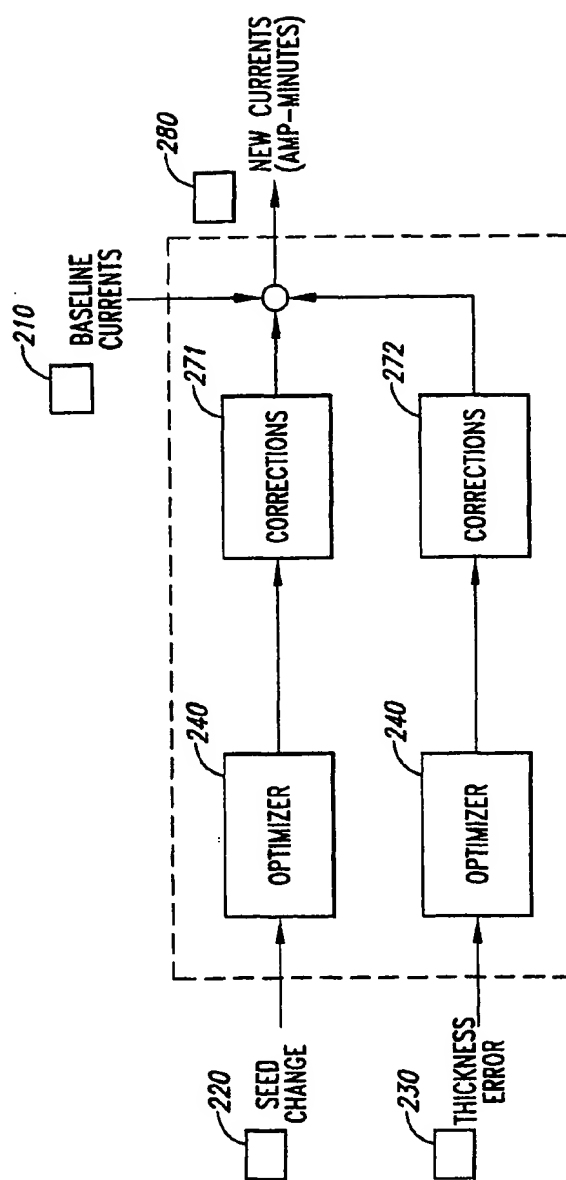 210
BASELINE
CURRENTS
280
NEW CURRENTS
(AMP-MINUTES)
220
SEED
CHANGE
240
OPTIMIZER
271
CORRECTIONS
230
THICKNESS
ERROR
240
OPTIMIZER
272
CORRECTIONS